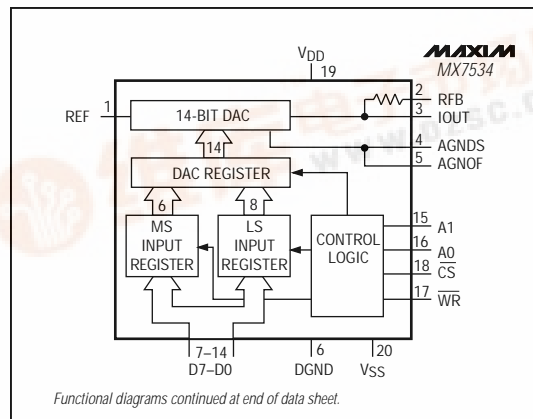 VDD
MAXIM
MX7534
19
1
REF
14-BIT DAC
2
RFB
3
IOUT
14
4
AGNDS
5
AGNOF
DAC REGISTER
6
8
MS
INPUT
REGISTER
LS
INPUT
REGISTER
CONTROL
LOGIC
15
A1
16
A0
18
CS
17
WR
7–14
D7–D0
6
DGND
20
VSS
Functional diagrams continued at end of data sheet.